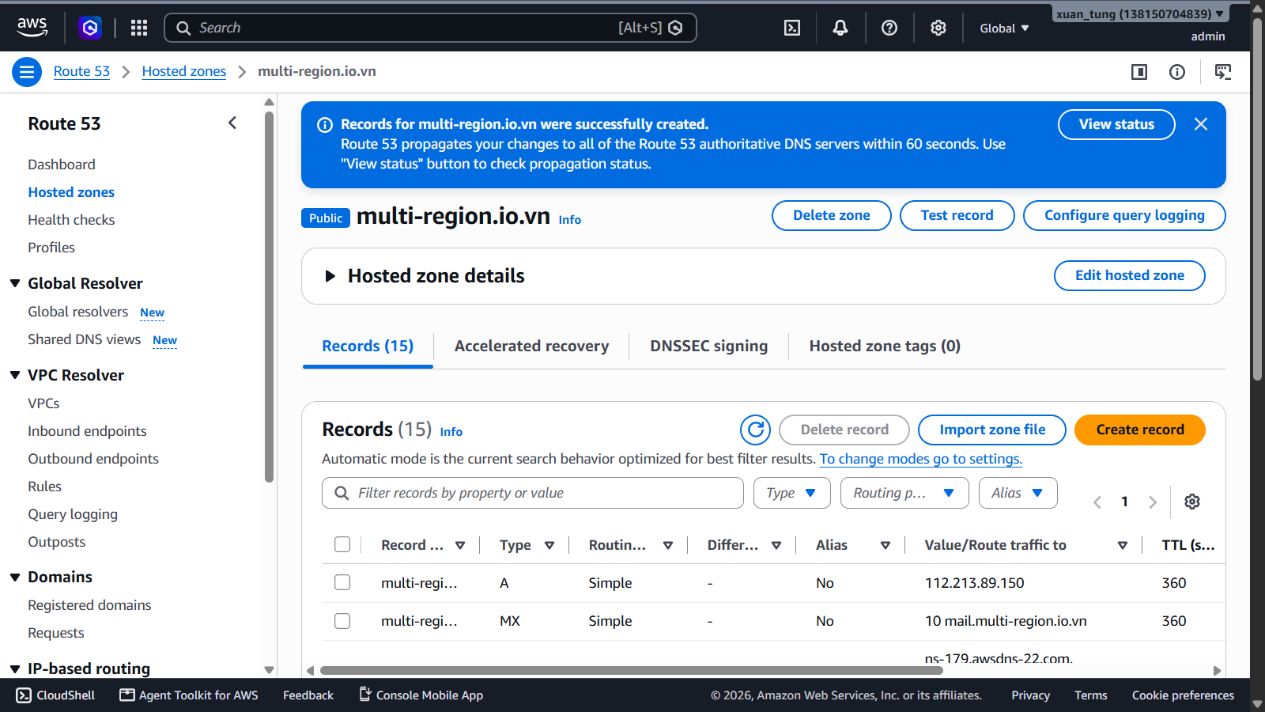 aws
Search
[Alt+S]
Global
xuan_tung (138150704839)
admin
Route 53
Hosted zones
multi-region.io.vn
Route 53
Dashboard
Hosted zones
Health checks
Profiles
Global Resolver
Global resolvers New
Shared DNS views New
VPC Resolver
VPCs
Inbound endpoints
Outbound endpoints
Rules
Query logging
Outposts
Domains
Registered domains
Requests
IP-based routing
Records for multi-region.io.vn were successfully created.
Route 53 propagates your changes to all of the Route 53 authoritative DNS servers within 60 seconds. Use
"View status" button to check propagation status.
View status
Public multi-region.io.vn Info
Delete zone
Test record
Configure query logging
Hosted zone details
Edit hosted zone
Records (15)
Accelerated recovery
DNSSEC signing
Hosted zone tags (0)
Records (15) Info
Delete record
Import zone file
Create record
Automatic mode is the current search behavior optimized for best filter results. To change modes go to settings.
Filter records by property or value
Type
Routing p...
Alias
1
Record ... Type Routin... Differ... Alias Value/Route traffic to TTL (s...
multi-regi... A Simple - No 112.213.89.150 360
multi-regi... MX Simple - No 10 mail.multi-region.io.vn 360
ns-179.awsdns-22.com.
CloudShell
Agent Toolkit for AWS
Feedback
Console Mobile App
© 2026, Amazon Web Services, Inc. or its affiliates.
Privacy
Terms
Cookie preferences